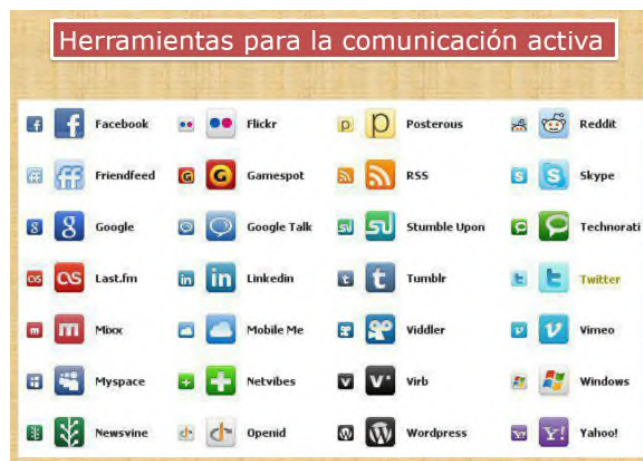 Herramientas para la comunicación activa
Facebook Flickr Posterous Reddit
Friendfeed Gamespot RSS Skype
Google Google Talk Stumble Upon Technorati
Last.fm Linkedin Tumblr Twitter
Mixx Mobile Me Viddler Vimeo
Myspace Netvibes Virb Windows
Newsvine Openid Wordpress Yahoo!